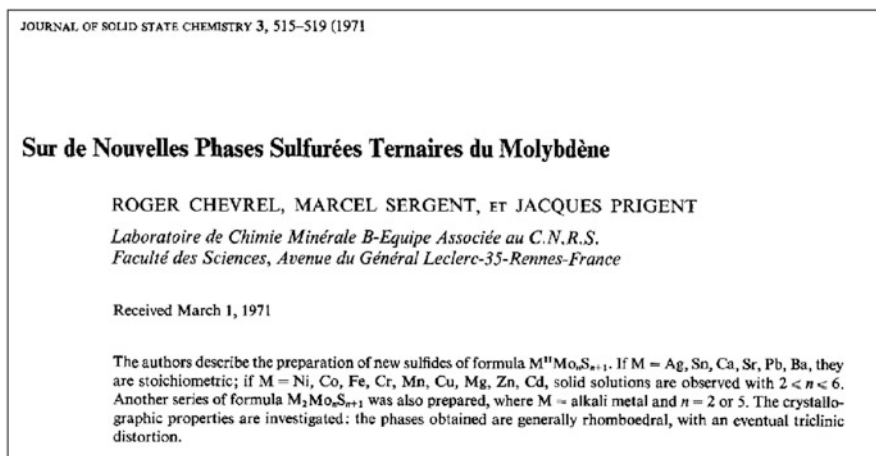 JOURNAL OF SOLID STATE CHEMISTRY 3, 515–519 (1971
Sur de Nouvelles Phases Sulfurées Ternaires du Molybdène
ROGER CHEVREL, MARCEL SERGENT, ET JACQUES PRIGENT
Laboratoire de Chimie Minérale B-Equipe Associée au C.N.R.S.
Faculté des Sciences, Avenue du Général Leclerc-35-Rennes-France
Received March 1, 1971
The authors describe the preparation of new sulfides of formula MᴵᴵMoₙSₙ₊₁. If M = Ag, Sn, Ca, Sr, Pb, Ba, they
are stoichiometric; if M = Ni, Co, Fe, Cr, Mn, Cu, Mg, Zn, Cd, solid solutions are observed with 2 < n < 6.
Another series of formula M₂MoₙSₙ₊₁ was also prepared, where M = alkali metal and n = 2 or 5. The crystallo-
graphic properties are investigated: the phases obtained are generally rhomboedral, with an eventual triclinic
distortion.